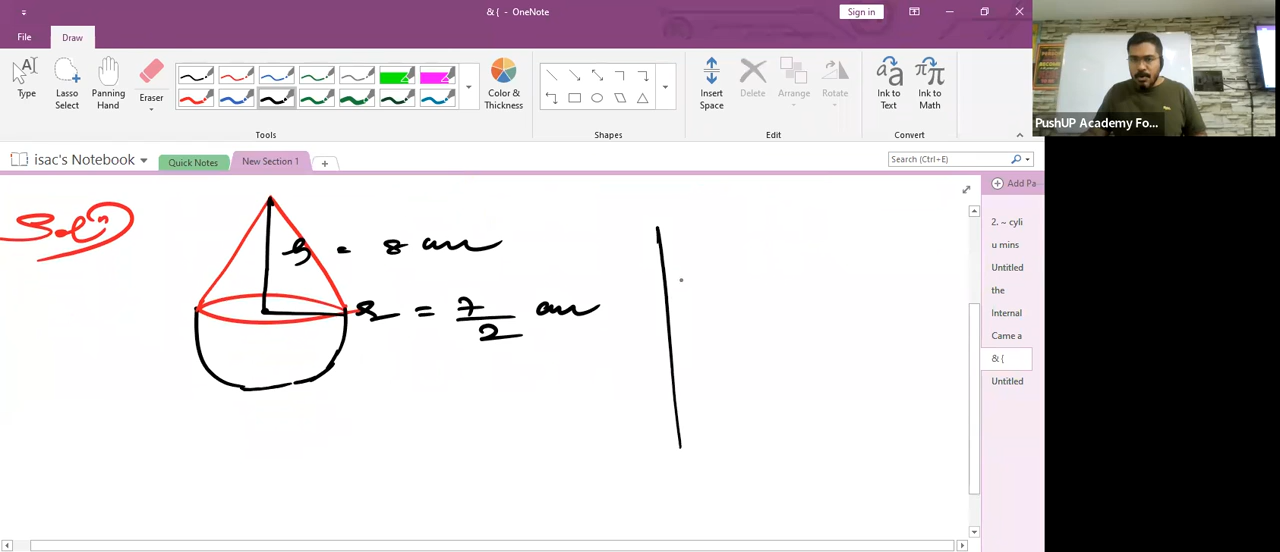 & { - OneNote
Sign in
File
Draw
Type
Lasso Select
Panning Hand
Eraser
Color & Thickness
Insert Space
Delete
Arrange
Rotate
Ink to Text
Ink to Math
Tools
Shapes
Edit
Convert
isac's Notebook
Quick Notes
New Section 1
Search (Ctrl+E)
PushUP Academy Fo...
Add Pa
2. ~ cyli
u mins
Untitled
the
Internal
Came a
& {
Untitled
Solⁿ
h = 8 cm
r = 7/2 cm